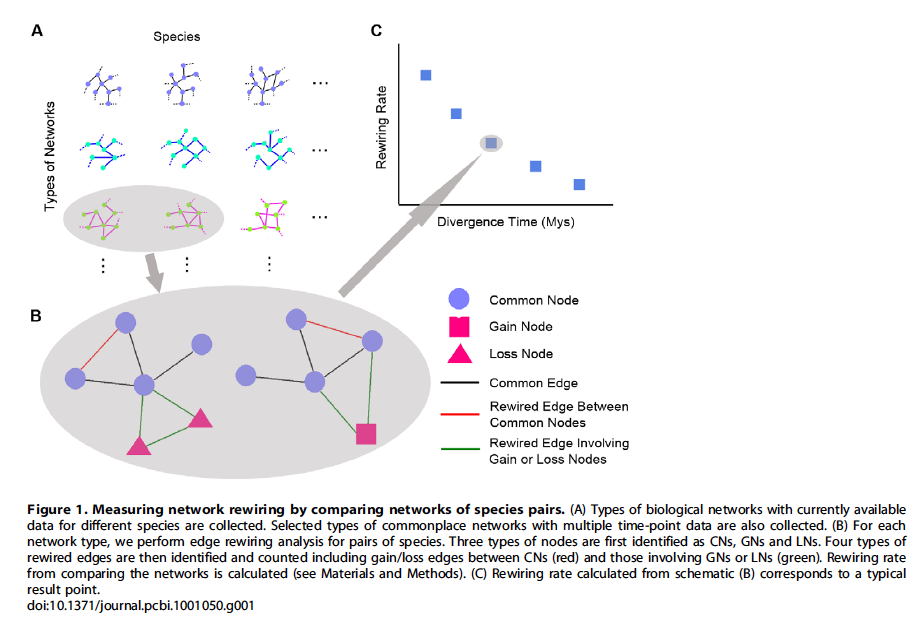 A
Species
C
Types of Networks
...
...
...
Rewiring Rate
Divergence Time (Mys)
B
Common Node
Gain Node
Loss Node
Common Edge
Rewired Edge Between
Common Nodes
Rewired Edge Involving
Gain or Loss Nodes
Figure 1. Measuring network rewiring by comparing networks of species pairs. (A) Types of biological networks with currently available
data for different species are collected. Selected types of commonplace networks with multiple time-point data are also collected. (B) For each
network type, we perform edge rewiring analysis for pairs of species. Three types of nodes are first identified as CNs, GNs and LNs. Four types of
rewired edges are then identified and counted including gain/loss edges between CNs (red) and those involving GNs or LNs (green). Rewiring rate
from comparing the networks is calculated (see Materials and Methods). (C) Rewiring rate calculated from schematic (B) corresponds to a typical
result point.
doi:10.1371/journal.pcbi.1001050.g001